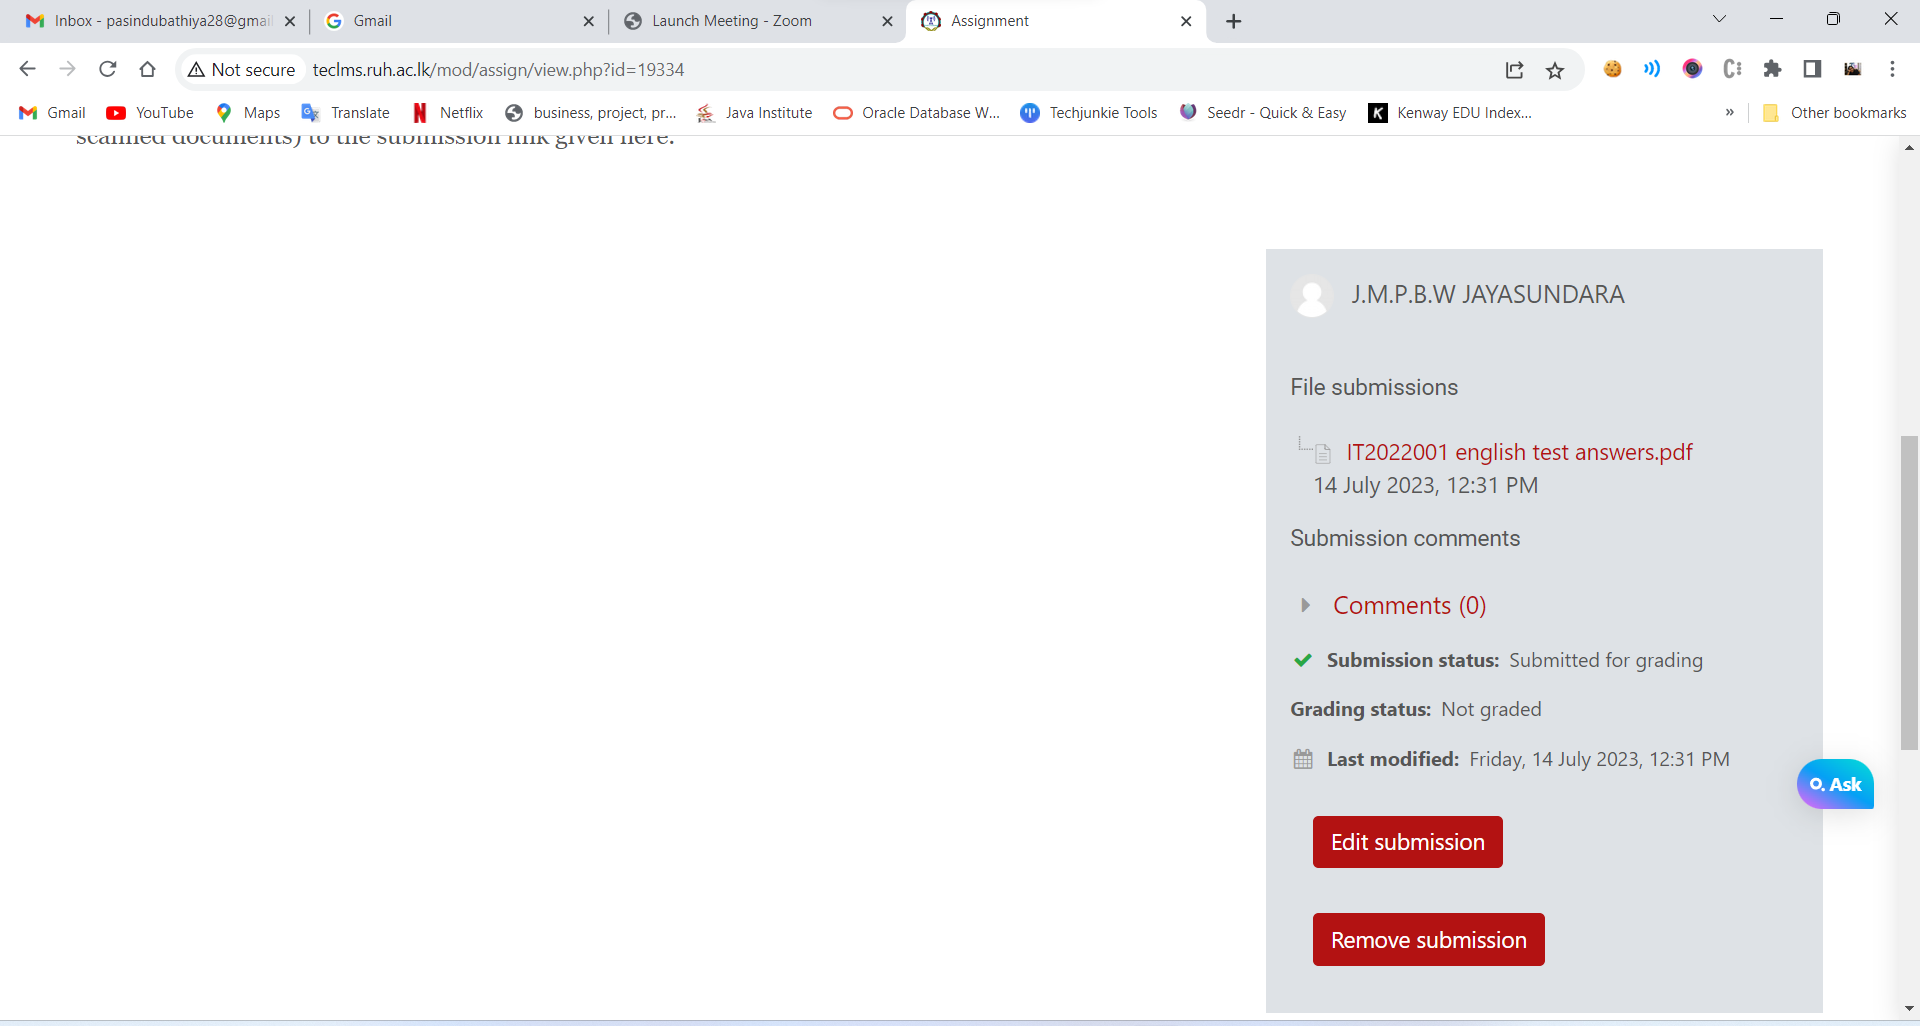 Inbox - pasindubathiya28@gmai
Gmail
Launch Meeting - Zoom
Assignment
Not secure teclms.ruh.ac.lk/mod/assign/view.php?id=19334
Gmail YouTube Maps Translate Netflix business, project, pr... Java Institute Oracle Database W... Techjunkie Tools Seedr - Quick & Easy Kenway EDU Index... » Other bookmarks
scanned documents) to the submission link given here.
J.M.P.B.W JAYASUNDARA
File submissions
IT2022001 english test answers.pdf
14 July 2023, 12:31 PM
Submission comments
Comments (0)
Submission status: Submitted for grading
Grading status: Not graded
Last modified: Friday, 14 July 2023, 12:31 PM
Ask
Edit submission
Remove submission